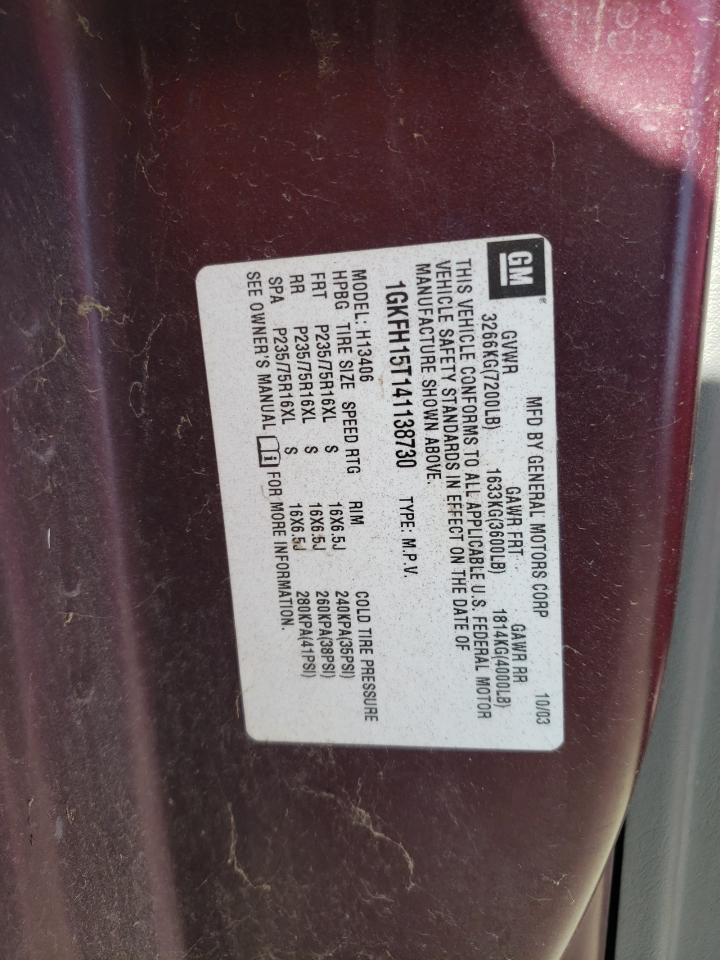 GM®
MFD BY GENERAL MOTORS CORP 10/03
GVWR GAWR FRT GAWR RR
3266KG(7200LB) 1633KG(3600LB) 1814KG(4000LB)
THIS VEHICLE CONFORMS TO ALL APPLICABLE U.S. FEDERAL MOTOR
VEHICLE SAFETY STANDARDS IN EFFECT ON THE DATE OF
MANUFACTURE SHOWN ABOVE.
1GKFH15T141138730 TYPE: M.P.V.
MODEL: H13406
HPBG TIRE SIZE SPEED RTG RIM COLD TIRE PRESSURE
FRT P235/75R16XL S 16X6.5J 240KPA(35PSI)
RR P235/75R16XL S 16X6.5J 260KPA(38PSI)
SPA P235/75R16XL S 16X6.5J 280KPA(41PSI)
SEE OWNER'S MANUAL i FOR MORE INFORMATION.